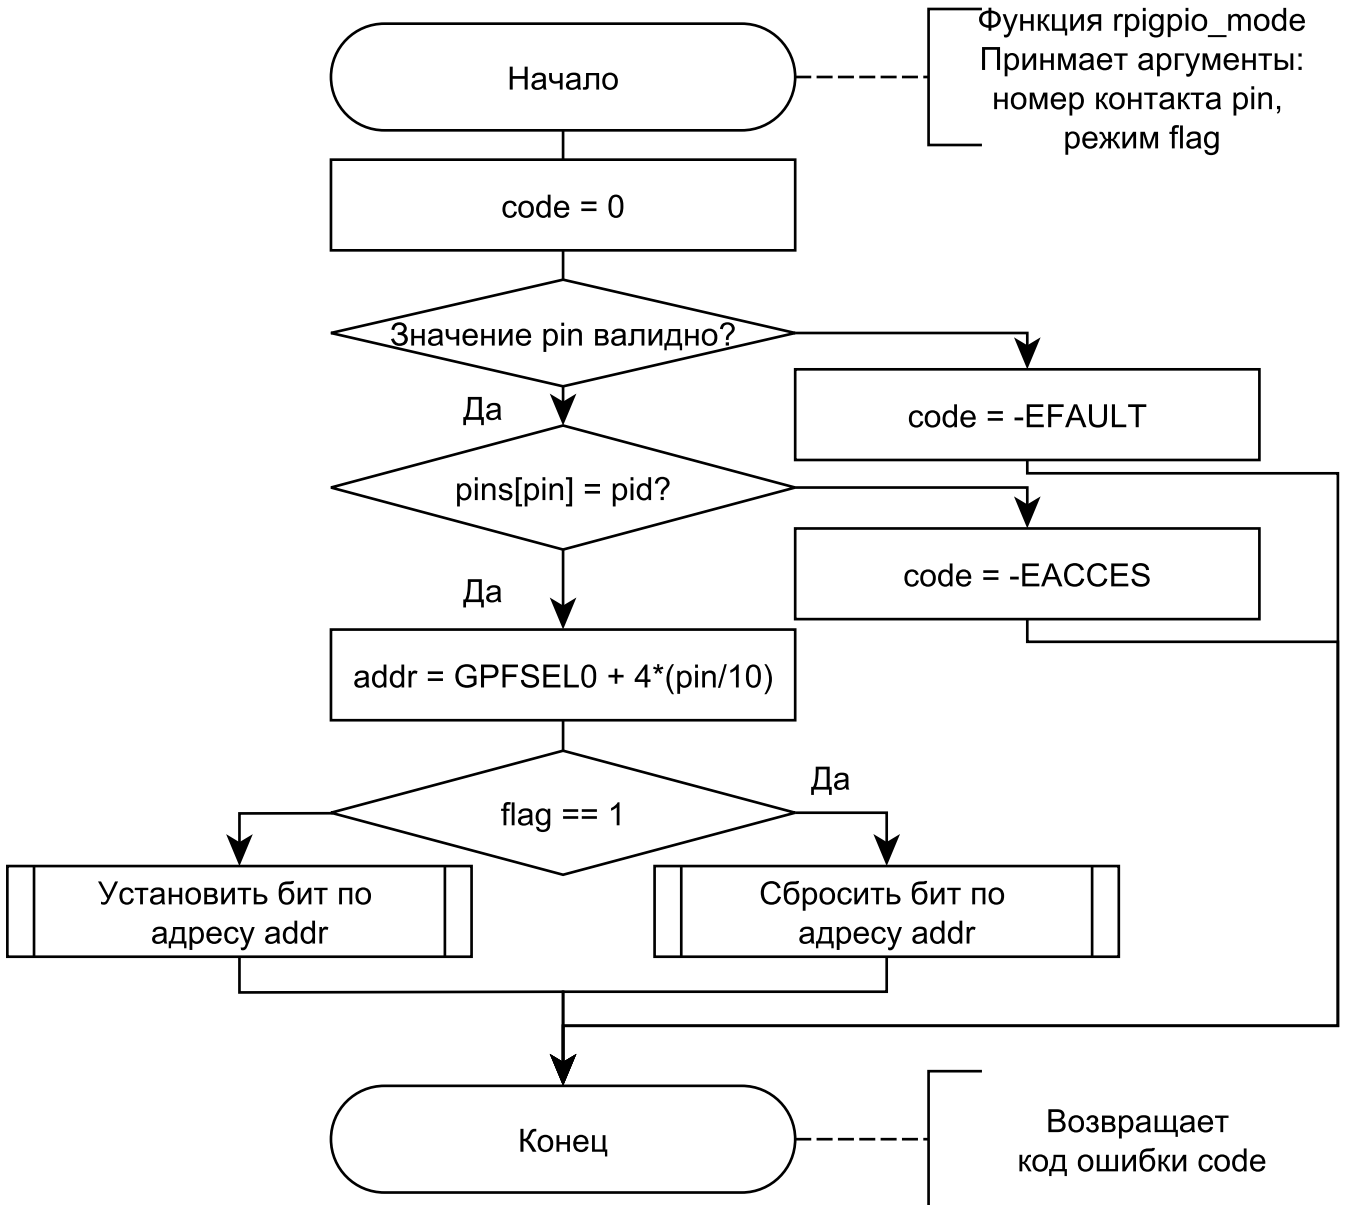 Начало
Функция rpigpio_mode
Принмает аргументы:
номер контакта pin,
режим flag
code = 0
Значение pin валидно?
Да
code = -EFAULT
pins[pin] = pid?
Да
code = -EACCES
addr = GPFSEL0 + 4*(pin/10)
flag == 1
Да
Установить бит по
адресу addr
Сбросить бит по
адресу addr
Конец
Возвращает
код ошибки code